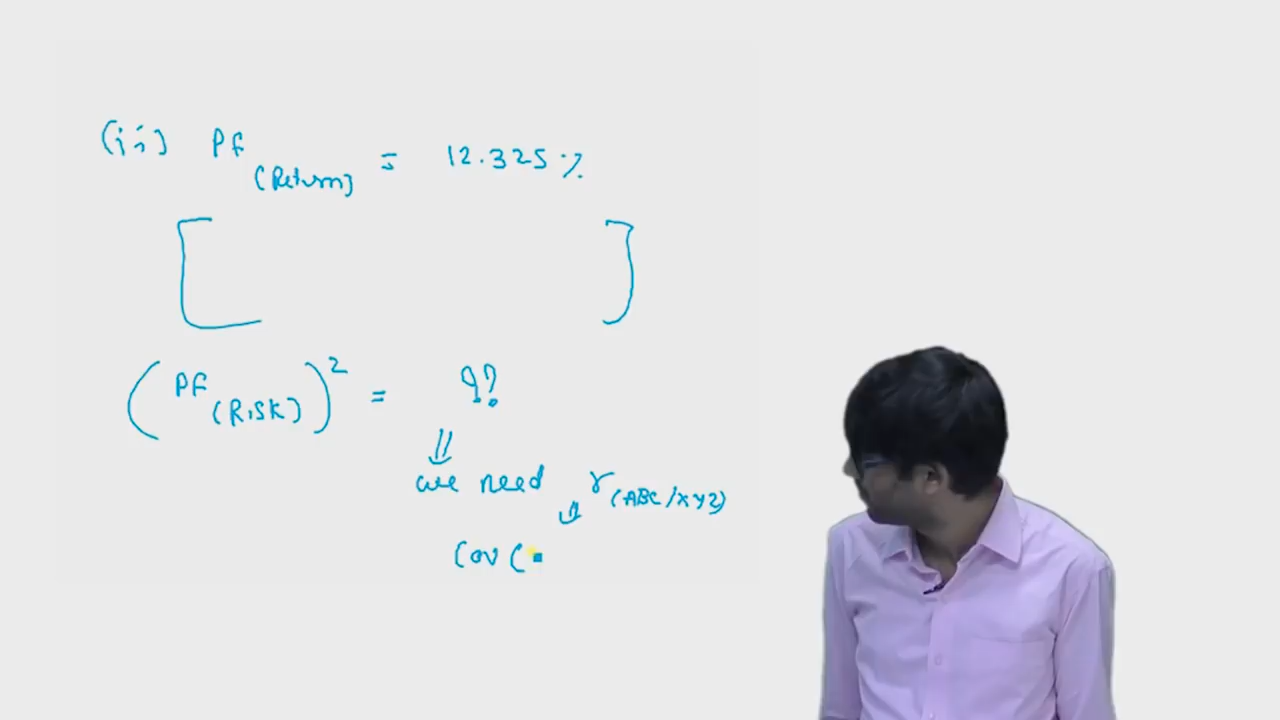 (ii) Pf (Return) = 12.325 %
[ ]
(Pf (Risk))² = ??
⇓
we need r (ABC/XYZ)
⇓
Cov (